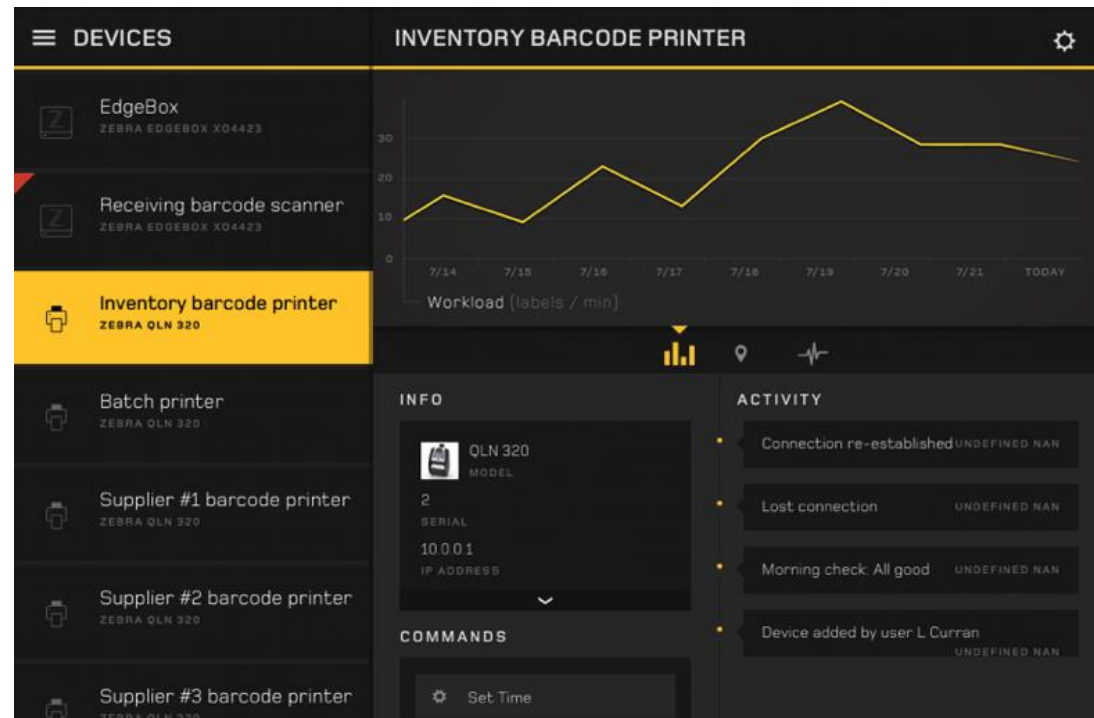 DEVICES
EdgeBox
ZEBRA EDGEBOX XO4423
Receiving barcode scanner
ZEBRA EDGEBOX XO4423
Inventory barcode printer
ZEBRA QLN 320
Batch printer
ZEBRA QLN 320
Supplier #1 barcode printer
ZEBRA QLN 320
Supplier #2 barcode printer
ZEBRA QLN 320
Supplier #3 barcode printer
ZEBRA QLN 320
INVENTORY BARCODE PRINTER
30
20
10
0
7/14 7/15 7/16 7/17 7/18 7/19 7/20 7/21 TODAY
Workload (labels / min)
INFO
QLN 320
MODEL
2
SERIAL
10.0.0.1
IP ADDRESS
COMMANDS
Set Time
ACTIVITY
Connection re-established UNDEFINED NAN
Lost connection UNDEFINED NAN
Morning check: All good UNDEFINED NAN
Device added by user L Curran
UNDEFINED NAN